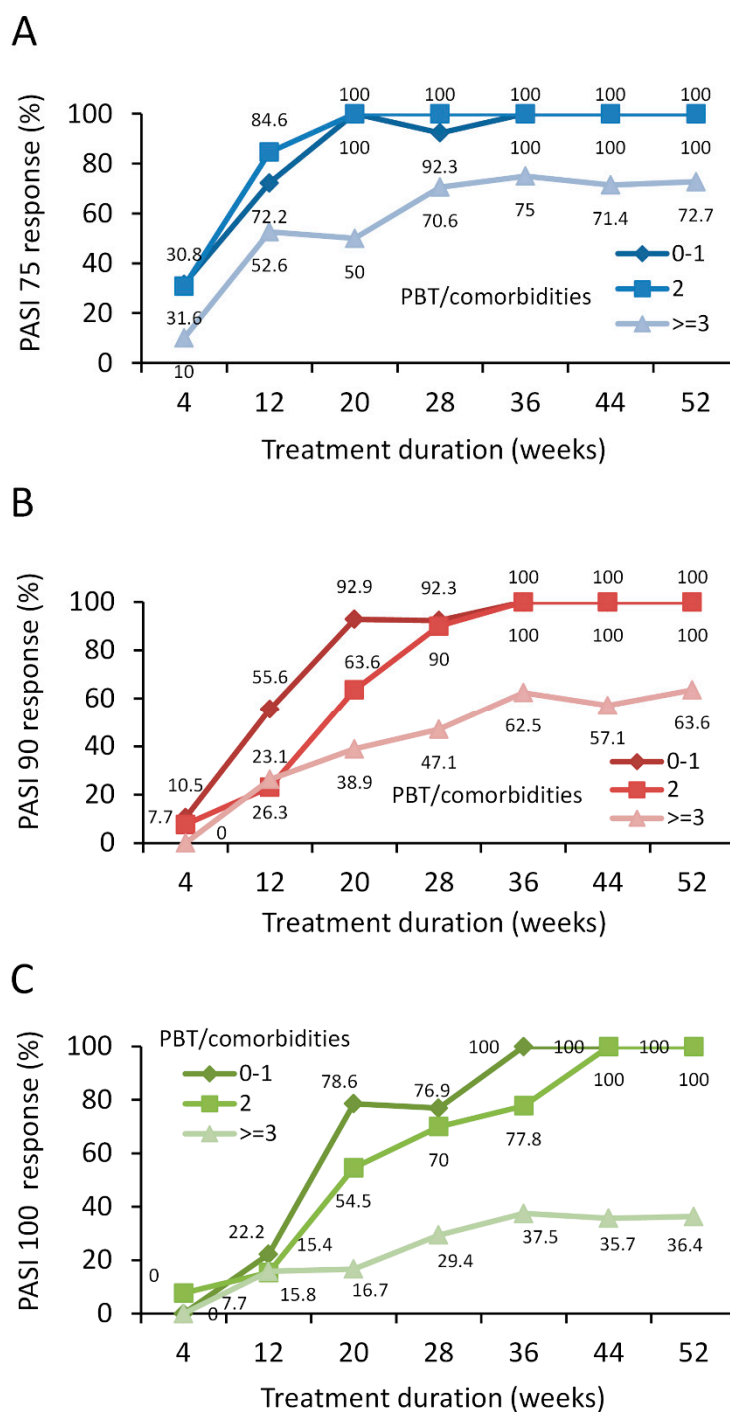 A
100 100 100 100 100
84.6
100
100 100 100 100
92.3
80
72.2
70.6 75 71.4 72.7
60
52.6
50
40
30.8
31.6
20
10
0
PASI 75 response (%)
PBT/comorbidities
0-1
2
>=3
4 12 20 28 36 44 52
Treatment duration (weeks)
B
92.9 92.3 100 100 100
100
100 100 100
90
80
63.6
60
55.6
62.5 57.1 63.6
47.1
40
38.9
23.1
26.3
20
10.5
7.7
0
0
PASI 90 response (%)
PBT/comorbidities
0-1
2
>=3
4 12 20 28 36 44 52
Treatment duration (weeks)
C
PBT/comorbidities
0-1
2
>=3
100
100 100 100
100 100
78.6 76.9
80
77.8
70
60
54.5
40
37.5 35.7 36.4
29.4
22.2
15.4
20
15.8 16.7
0
7.7
0
0
PASI 100 response (%)
4 12 20 28 36 44 52
Treatment duration (weeks)